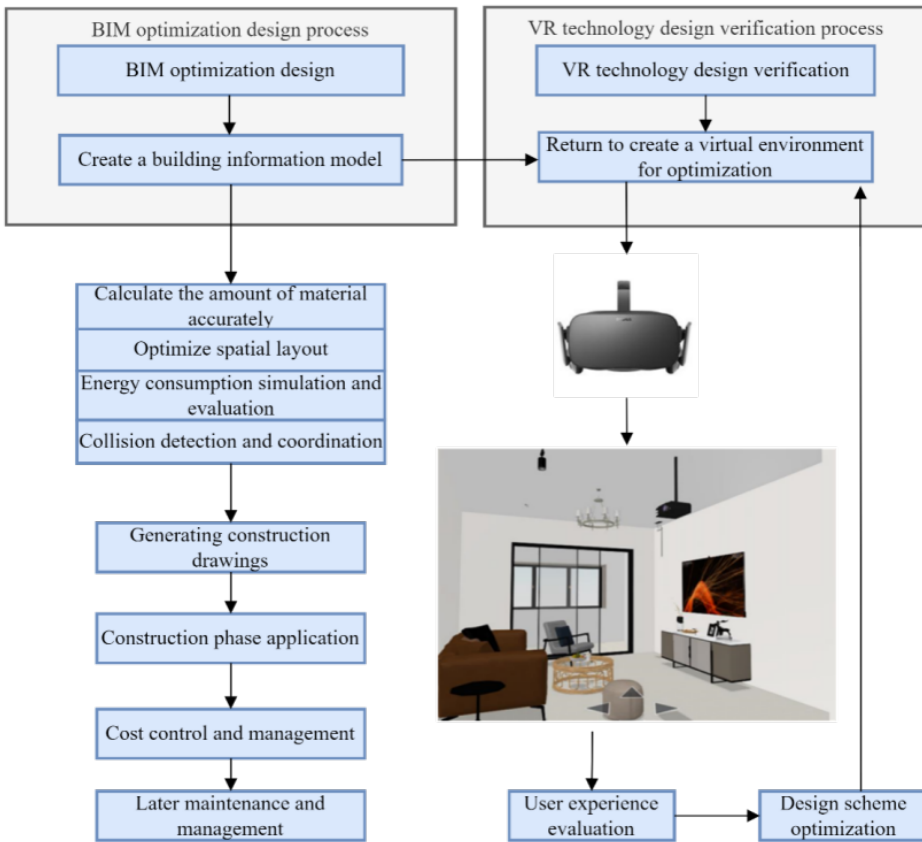 BIM optimization design process
BIM optimization design
Create a building information model
Calculate the amount of material
accurately
Optimize spatial layout
Energy consumption simulation and
evaluation
Collision detection and coordination
Generating construction
drawings
Construction phase application
Cost control and management
Later maintenance and
management
VR technology design verification process
VR technology design verification
Return to create a virtual environment
for optimization
User experience
evaluation
Design scheme
optimization